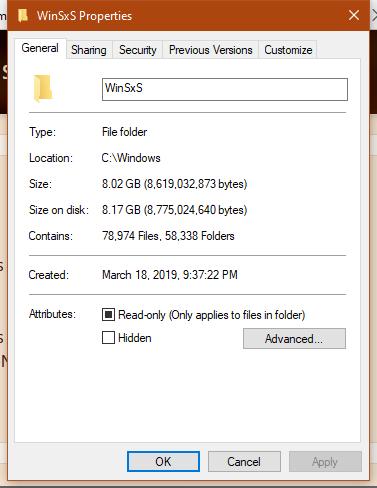 WinSxS Properties
General Sharing Security Previous Versions Customize
WinSxS
Type: File folder
Location: C:\Windows
Size: 8.02 GB (8,619,032,873 bytes)
Size on disk: 8.17 GB (8,775,024,640 bytes)
Contains: 78,974 Files, 58,338 Folders
Created: March 18, 2019, 9:37:22 PM
Attributes: Read-only (Only applies to files in folder)
Hidden Advanced...
OK Cancel Apply